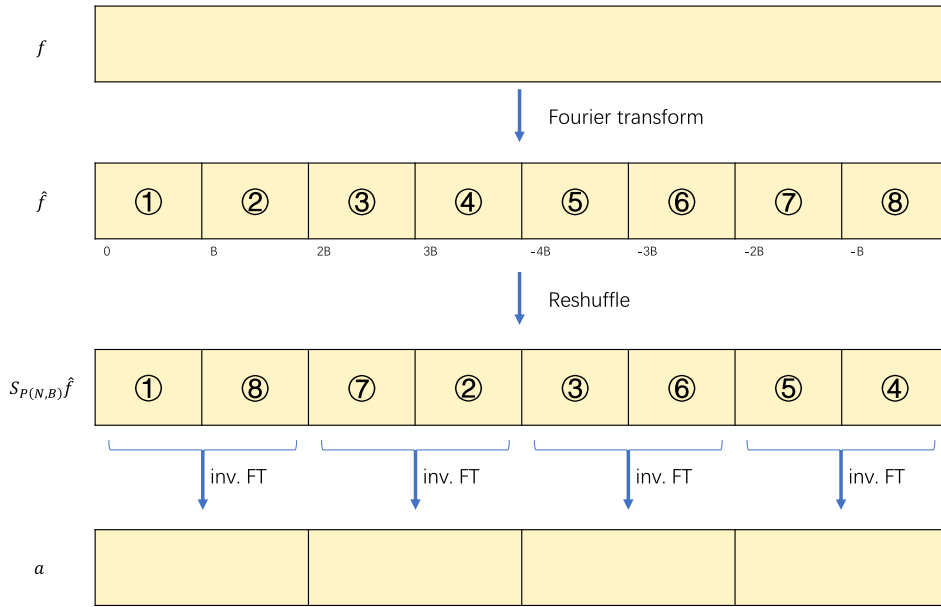 f
Fourier transform
f̂ ① ② ③ ④ ⑤ ⑥ ⑦ ⑧
0 B 2B 3B -4B -3B -2B -B
Reshuffle
S_{P(N,B)} f̂ ① ⑧ ⑦ ② ③ ⑥ ⑤ ④
inv. FT inv. FT inv. FT inv. FT
a